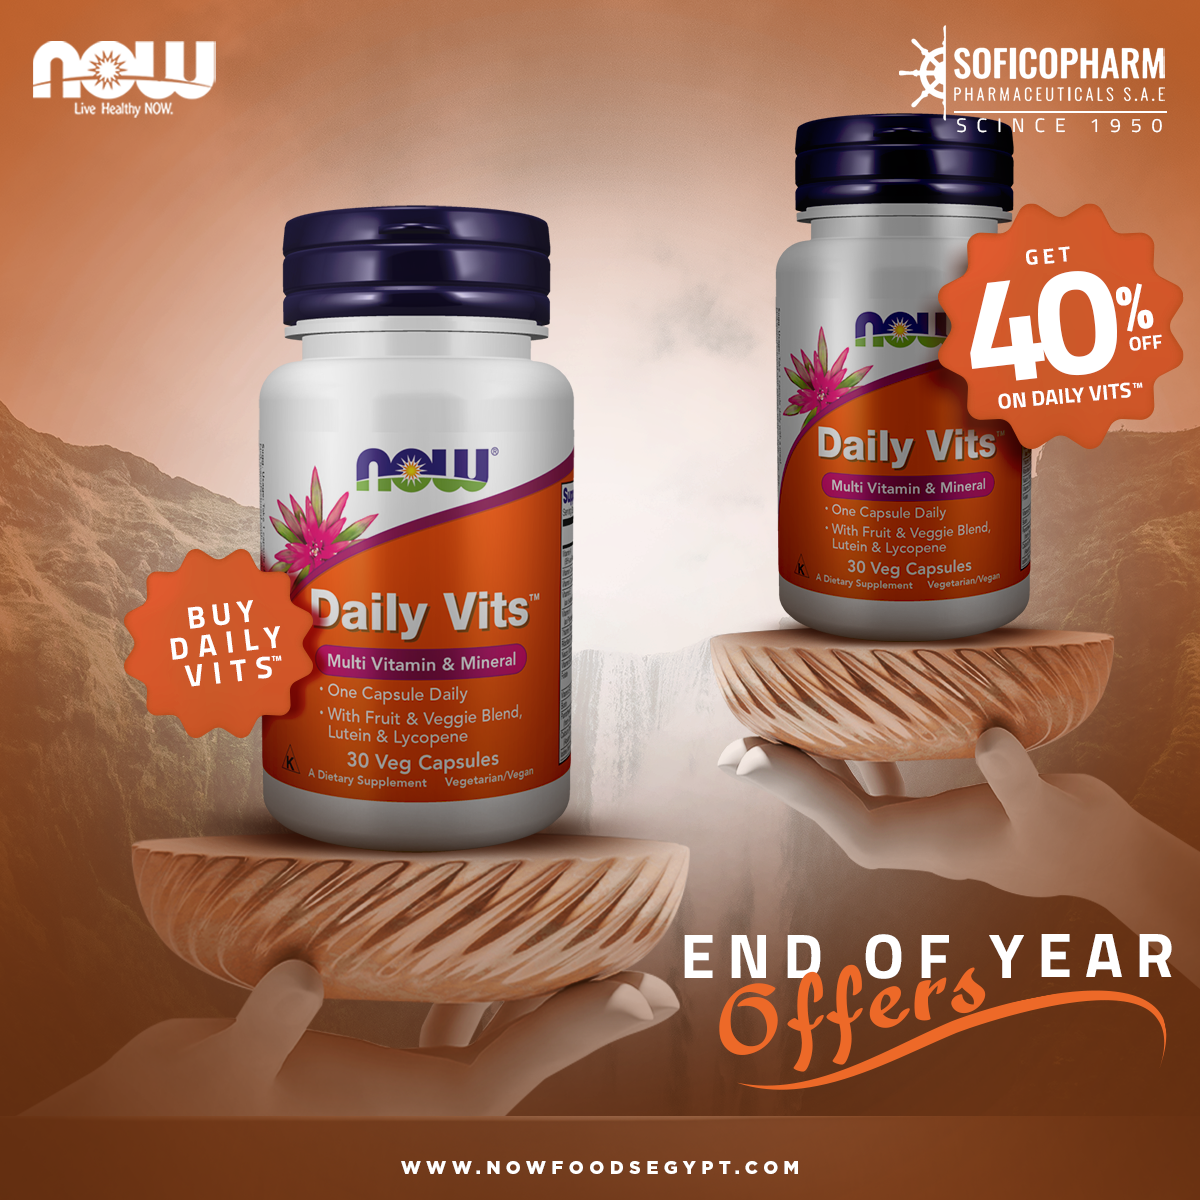 now
Live Healthy NOW.
SOFICOPHARM
PHARMACEUTICALS S.A.E
SCINCE 1950
GET
40%
OFF
ON DAILY VITS™
now
Daily Vits™
Multi Vitamin & Mineral
• One Capsule Daily
• With Fruit & Veggie Blend,
Lutein & Lycopene
30 Veg Capsules
K
A Dietary Supplement Vegetarian/Vegan
BUY
DAILY
VITS™
now®
Daily Vits™
Multi Vitamin & Mineral
• One Capsule Daily
• With Fruit & Veggie Blend,
Lutein & Lycopene
30 Veg Capsules
K
A Dietary Supplement Vegetarian/Vegan
END OF YEAR
Offers
WWW.NOWFOODSEGYPT.COM